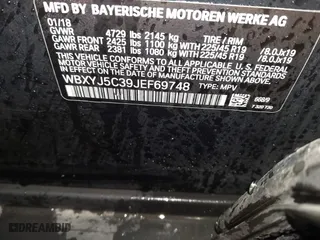 MFD BY BAYERISCHE MOTOREN WERKE AG
01/18
GVWR 4729 lbs 2145 kg TIRE / RIM
GAWR FRONT 2425 lbs 1100 kg 225/45 R19 /8.0Jx19
GAWR REAR 2381 lbs 1080 kg 225/45 R19 /8.0Jx19
THIS VEHICLE CONFORMS TO ALL APPLICABLE U.S. FEDERAL
MOTOR VEHICLE SAFETY, BUMPER, AND THEFT PREVENTION STANDARDS
IN EFFECT ON THE DATE OF MANUFACTURE SHOWN ABOVE.
WBXYJ5C39JEF69748 TYPE: MPV
DREAMBID